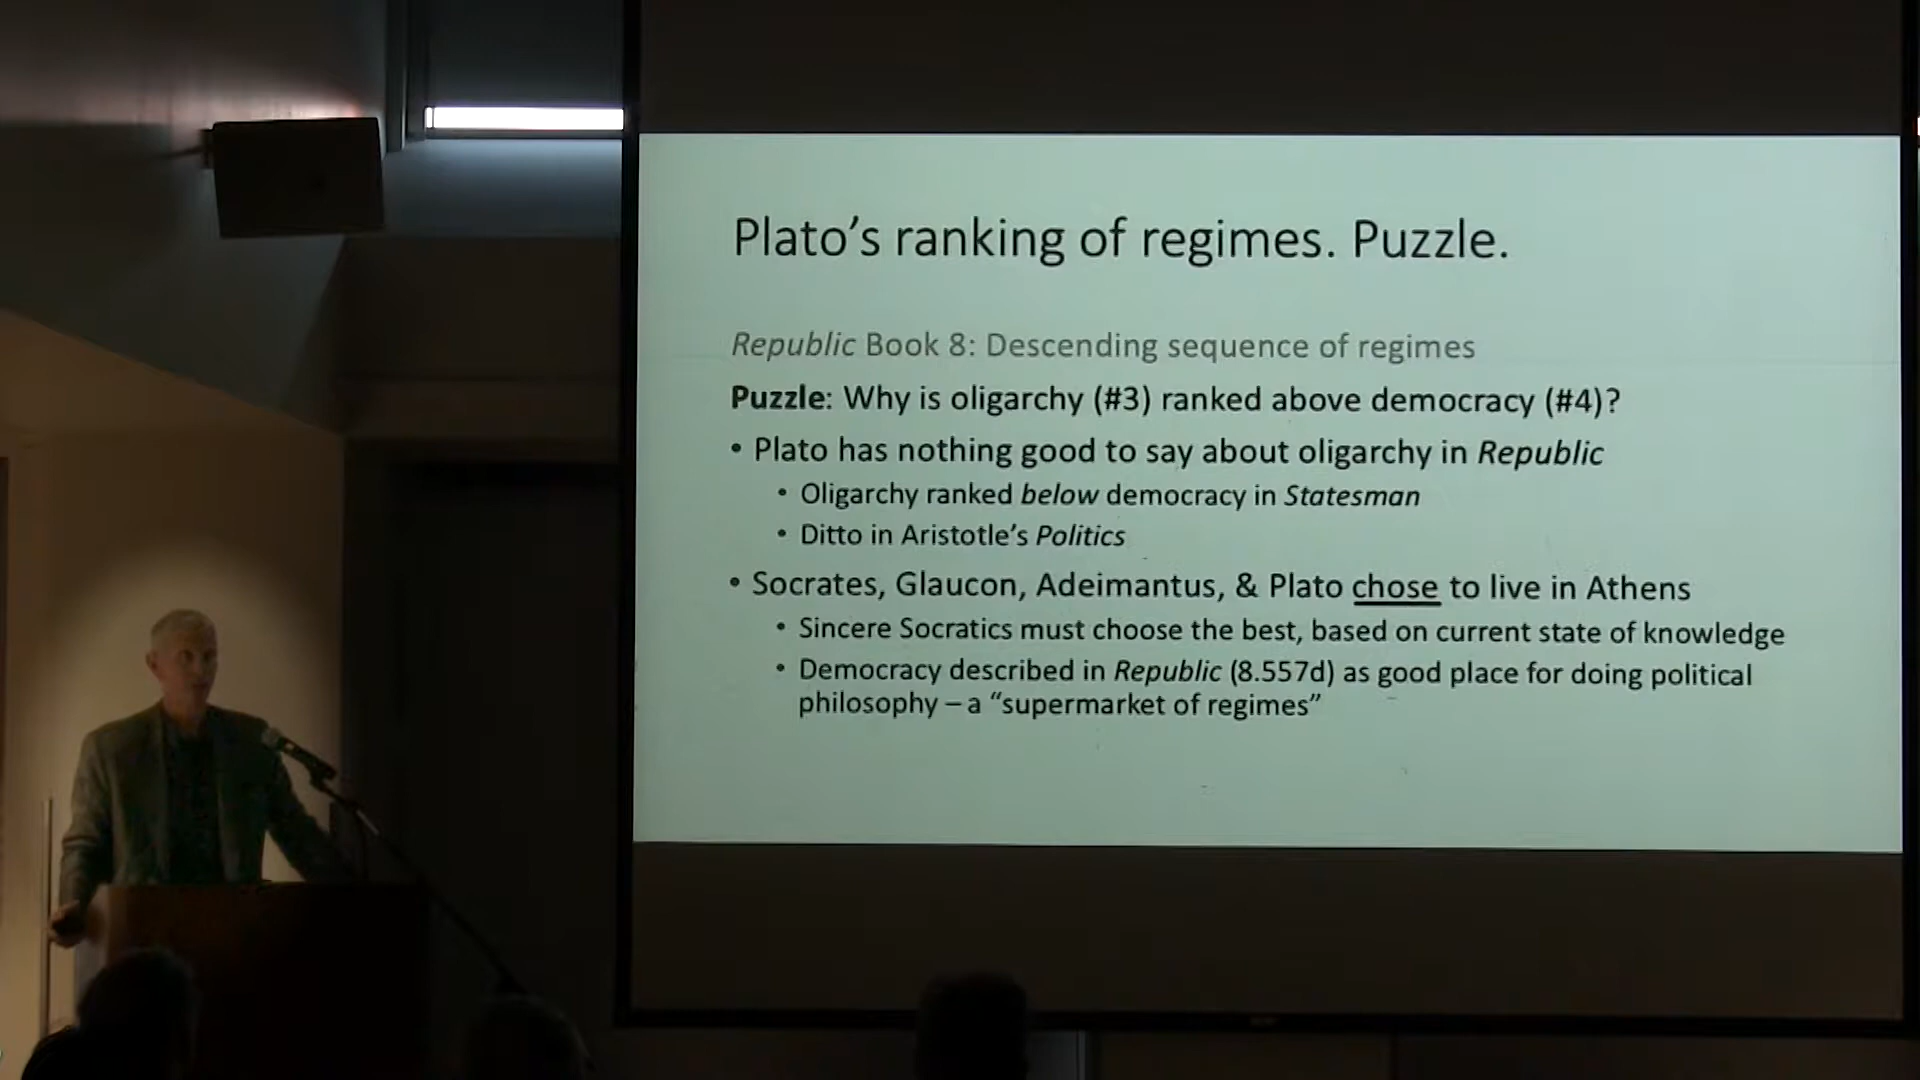 Plato’s ranking of regimes. Puzzle.
Republic Book 8: Descending sequence of regimes
Puzzle: Why is oligarchy (#3) ranked above democracy (#4)?
• Plato has nothing good to say about oligarchy in Republic
• Oligarchy ranked below democracy in Statesman
• Ditto in Aristotle’s Politics
• Socrates, Glaucon, Adeimantus, & Plato chose to live in Athens
• Sincere Socratics must choose the best, based on current state of knowledge
• Democracy described in Republic (8.557d) as good place for doing political
philosophy – a “supermarket of regimes”